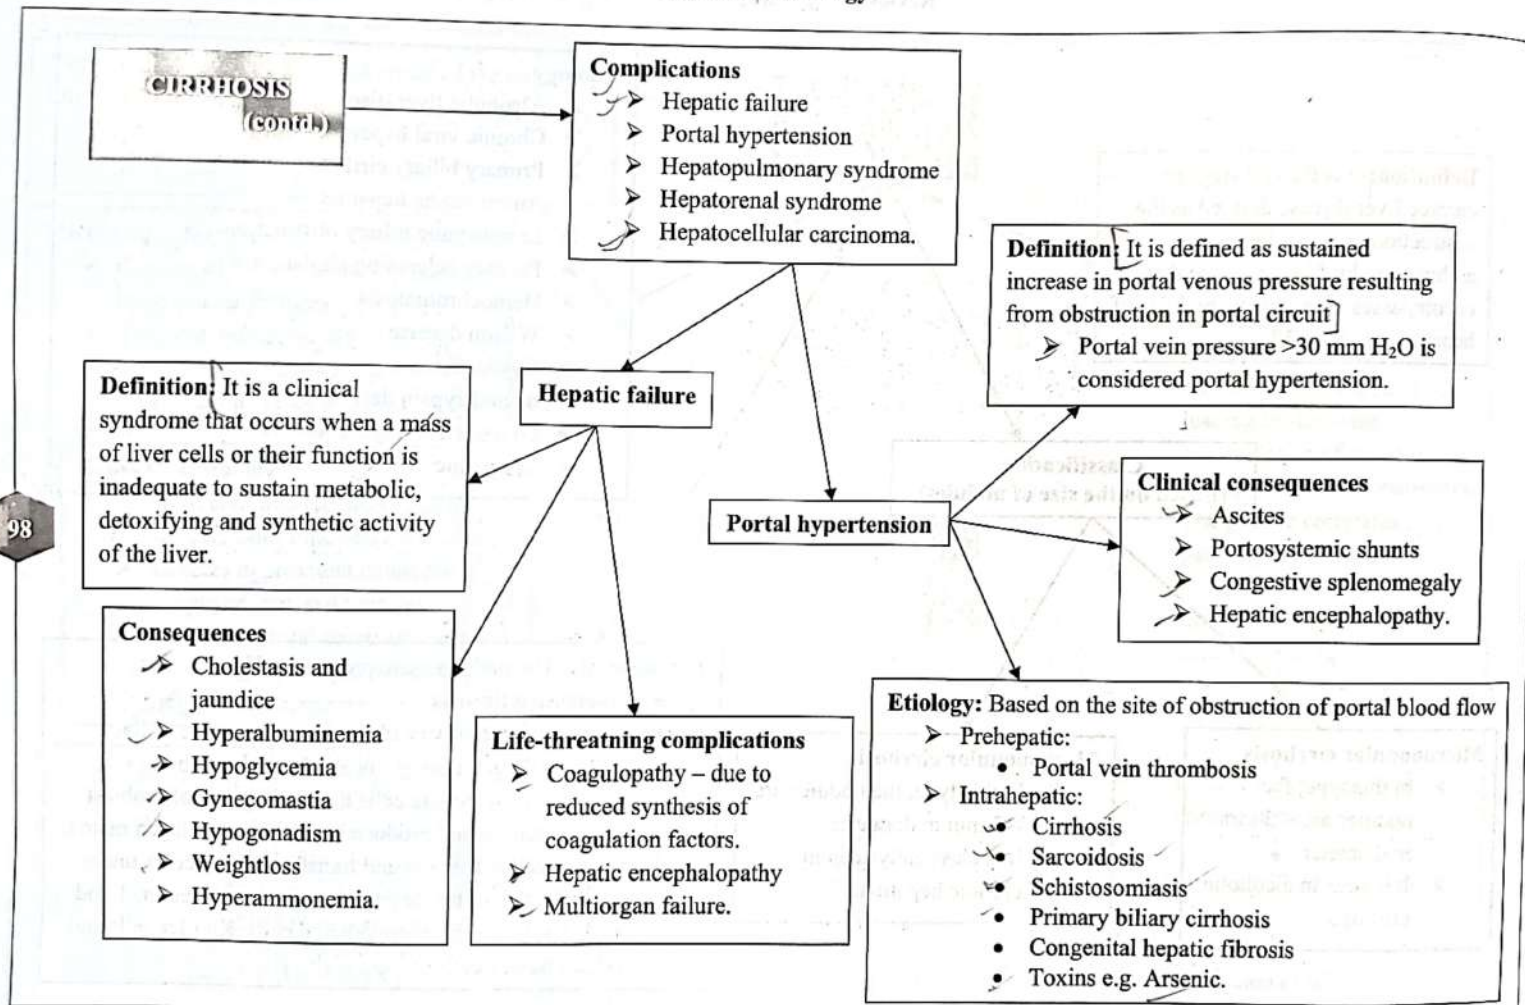 CIRRHOSIS
(contd.)
Complications
➢ Hepatic failure
➢ Portal hypertension
➢ Hepatopulmonary syndrome
➢ Hepatorenal syndrome
➢ Hepatocellular carcinoma.
Definition: It is defined as sustained
increase in portal venous pressure resulting
from obstruction in portal circuit
➢ Portal vein pressure >30 mm H₂O is
considered portal hypertension.
Definition: It is a clinical
syndrome that occurs when a mass
of liver cells or their function is
inadequate to sustain metabolic,
detoxifying and synthetic activity
of the liver.
Hepatic failure
Portal hypertension
Clinical consequences
➢ Ascites
➢ Portosystemic shunts
➢ Congestive splenomegaly
➢ Hepatic encephalopathy.
98
Consequences
➢ Cholestasis and
jaundice
➢ Hyperalbuminemia
➢ Hypoglycemia
➢ Gynecomastia
➢ Hypogonadism
➢ Weightloss
➢ Hyperammonemia.
Life-threatning complications
➢ Coagulopathy – due to
reduced synthesis of
coagulation factors.
➢ Hepatic encephalopathy
➢ Multiorgan failure.
Etiology: Based on the site of obstruction of portal blood flow
➢ Prehepatic:
• Portal vein thrombosis
➢ Intrahepatic:
• Cirrhosis
• Sarcoidosis
• Schistosomiasis
• Primary biliary cirrhosis
• Congenital hepatic fibrosis
• Toxins e.g. Arsenic.